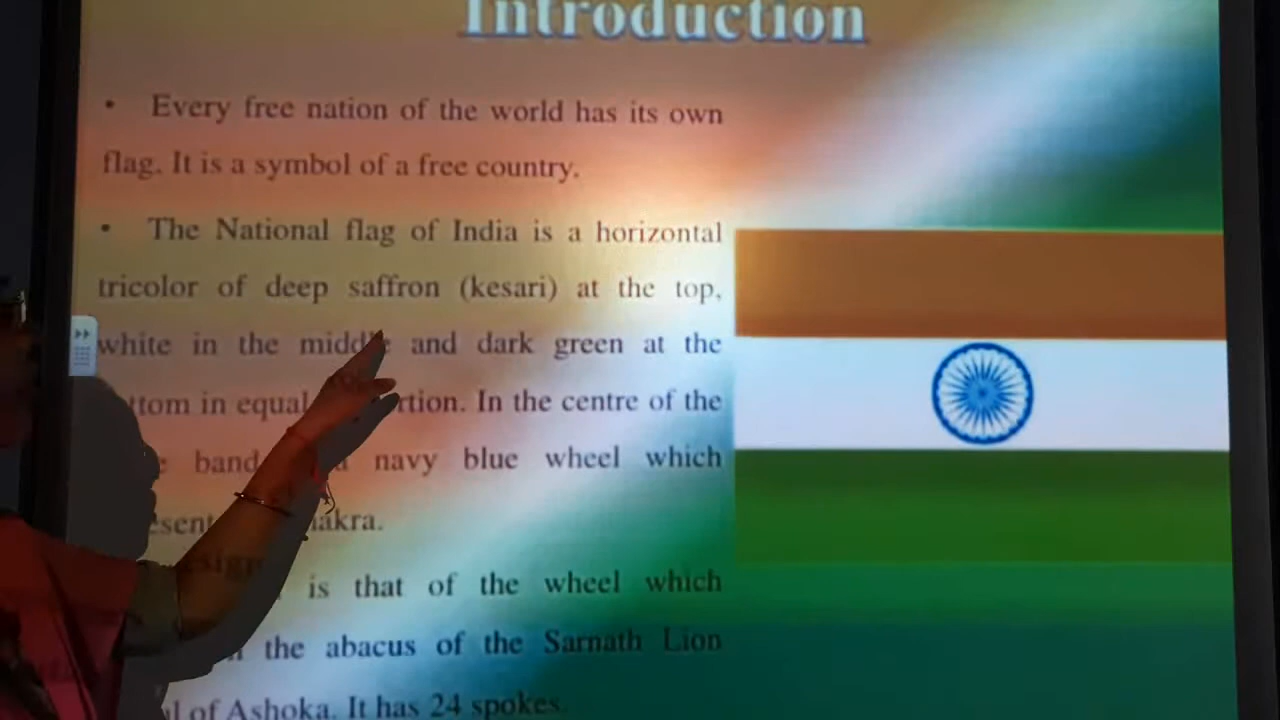 Introduction
• Every free nation of the world has its own
flag. It is a symbol of a free country.
• The National flag of India is a horizontal
tricolor of deep saffron (kesari) at the top,
white in the middle and dark green at the
ttom in equal rtion. In the centre of the
band navy blue wheel which
esent akra.
sign is that of the wheel which
the abacus of the Sarnath Lion
of Ashoka. It has 24 spokes.